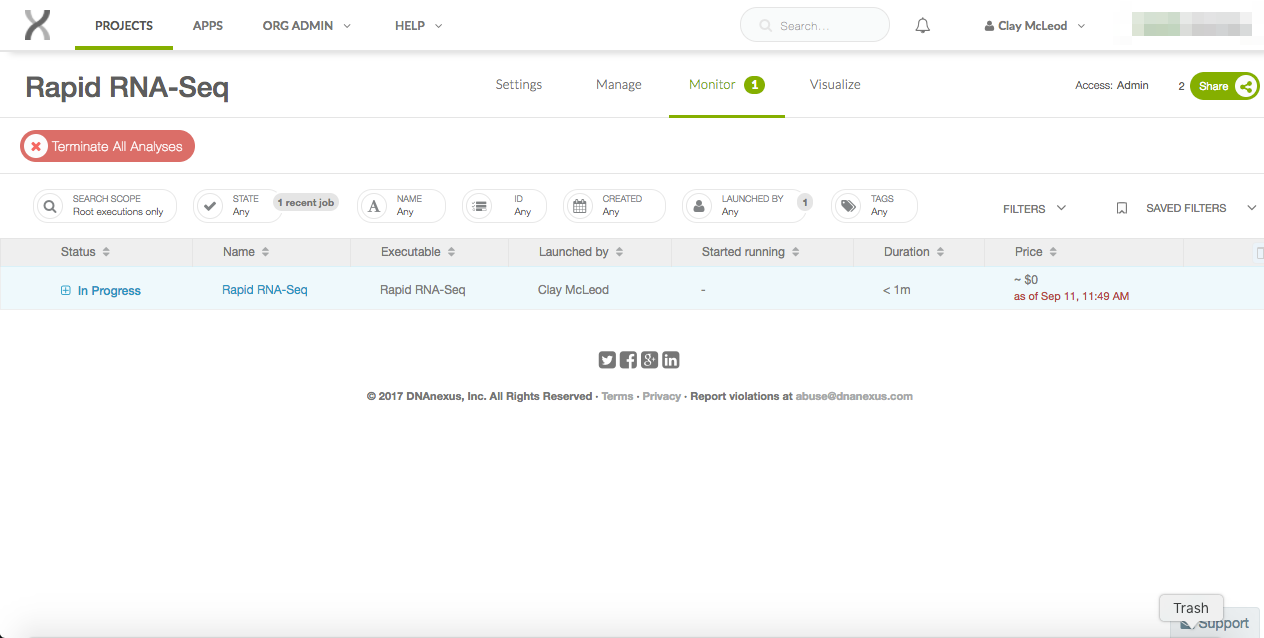 PROJECTS APPS ORG ADMIN HELP Search... Clay McLeod
Rapid RNA-Seq Settings Manage Monitor 1 Visualize Access: Admin 2 Share
Terminate All Analyses
SEARCH SCOPE
Root executions only
STATE
Any
1 recent job
NAME
Any
ID
Any
CREATED
Any
LAUNCHED BY
Any
1
TAGS
Any
FILTERS SAVED FILTERS
Status Name Executable Launched by Started running Duration Price
In Progress Rapid RNA-Seq Rapid RNA-Seq Clay McLeod - < 1m ~ $0
as of Sep 11, 11:49 AM
© 2017 DNAnexus, Inc. All Rights Reserved · Terms · Privacy · Report violations at abuse@dnanexus.com
Trash
Support